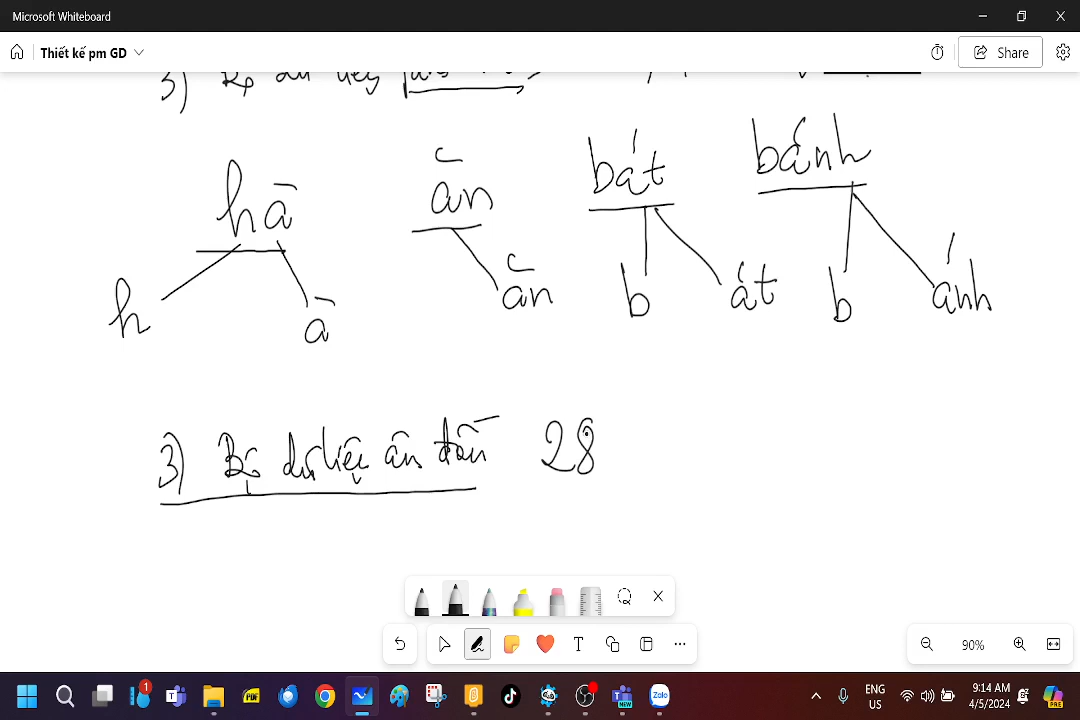 Microsoft Whiteboard
Thiết kế pm GD
Share
3)
hā ăn bát bánh
h ā ăn b át b ánh
3) Bộ dữ liệu âm đầu 28
90%
ENG
US
9:14 AM
4/5/2024